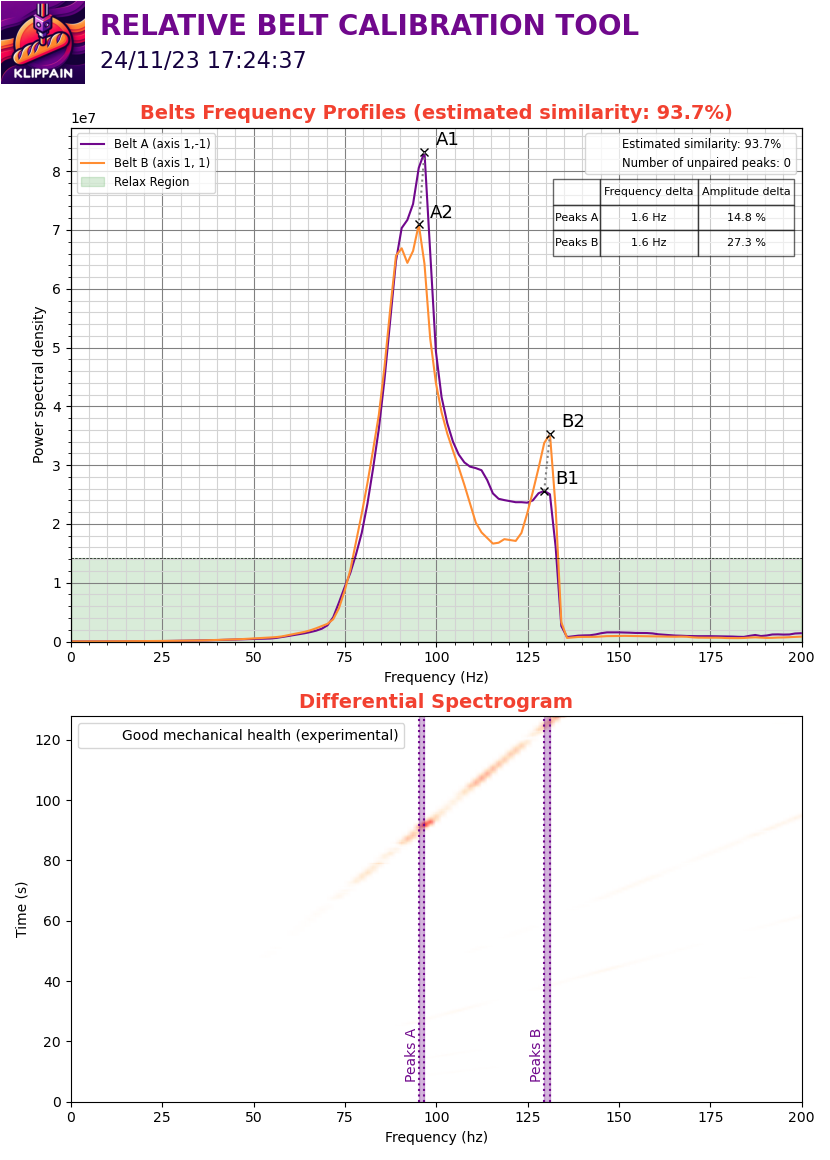 KLIPPAIN
RELATIVE BELT CALIBRATION TOOL
24/11/23 17:24:37
Belts Frequency Profiles (estimated similarity: 93.7%)
1e7
Belt A (axis 1,-1)
Belt B (axis 1, 1)
Relax Region
Estimated similarity: 93.7%
Number of unpaired peaks: 0
Frequency delta Amplitude delta
Peaks A 1.6 Hz 14.8 %
Peaks B 1.6 Hz 27.3 %
A1
A2
B2
B1
8
7
6
5
4
3
2
1
0
Power spectral density
0 25 50 75 100 125 150 175 200
Frequency (Hz)
Differential Spectrogram
Good mechanical health (experimental)
120
100
80
60
40
20
0
Time (s)
Peaks A
Peaks B
0 25 50 75 100 125 150 175 200
Frequency (hz)